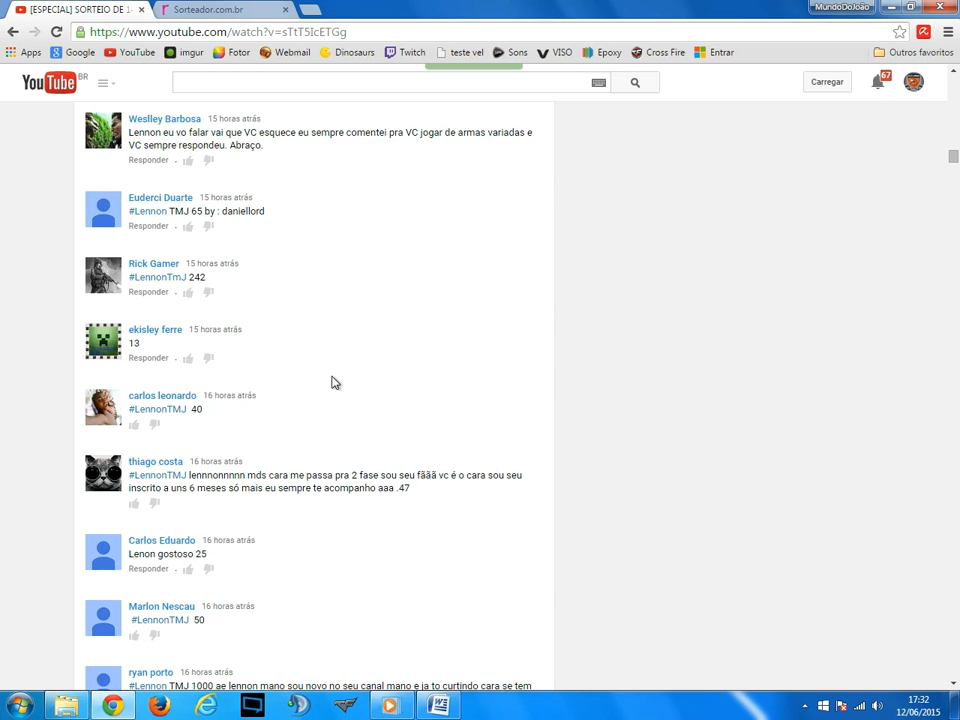 [ESPECIAL] SORTEIO DE 1
Sorteador.com.br
MundoDoJoão
https://www.youtube.com/watch?v=sTtT5IcETGg
Apps Google YouTube imgur Fotor Webmail Dinossauros Twitch teste vel Sons VISO Epoxy Cross Fire Entrar Outros favoritos
YouTube BR
Carregar
67
Weslley Barbosa 15 horas atrás
Lennon eu vo falar vai que VC esquece eu sempre comentei pra VC jogar de armas variadas e
VC sempre respondeu. Abraço.
Responder
Euderci Duarte 15 horas atrás
#Lennon TMJ 65 by : daniellord
Responder
Rick Gamer 15 horas atrás
#LennonTmJ 242
Responder
ekisley ferre 15 horas atrás
13
Responder
carlos leonardo 16 horas atrás
#LennonTMJ 40
thiago costa 16 horas atrás
#LennonTMJ lennnonnnnn mds cara me passa pra 2 fase sou seu fããã vc é o cara sou seu
inscrito a uns 6 meses só mais eu sempre te acompanho aaa .47
Carlos Eduardo 16 horas atrás
Lenon gostoso 25
Responder
Marlon Nescau 16 horas atrás
#LennonTMJ 50
ryan porto 16 horas atrás
#Lennon TMJ 1000 ae lennon mano sou novo no seu canal mano e ja to curtindo cara se tem
17:32
12/06/2015